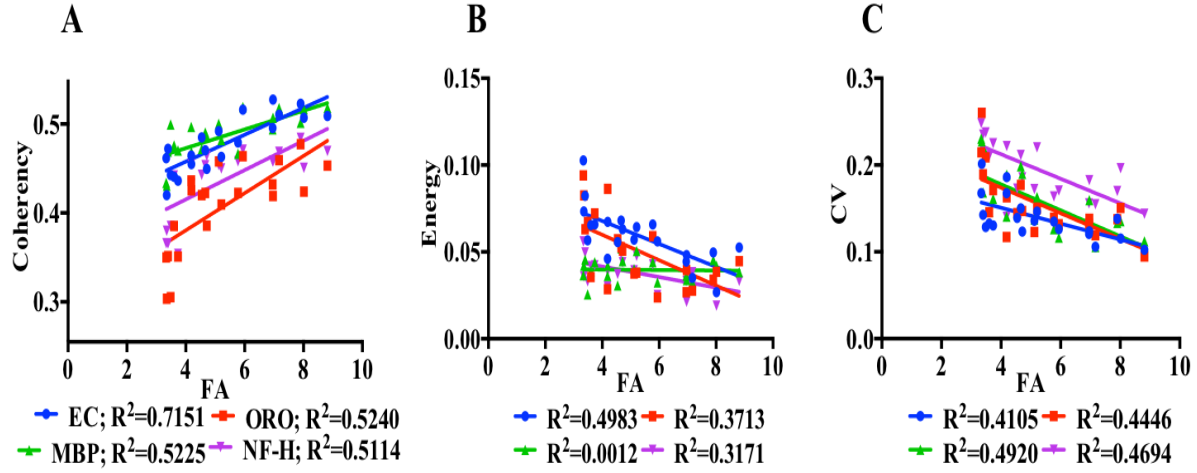 A
B
C
Coherency
0.5
0.4
0.3
0 2 4 6 8 10
FA
EC; R²=0.7151 ORO; R²=0.5240
MBP; R²=0.5225 NF-H; R²=0.5114
Energy
0.15
0.10
0.05
0.00
0 2 4 6 8 10
FA
R²=0.4983 R²=0.3713
R²=0.0012 R²=0.3171
CV
0.3
0.2
0.1
0.0
0 2 4 6 8 10
FA
R²=0.4105 R²=0.4446
R²=0.4920 R²=0.4694